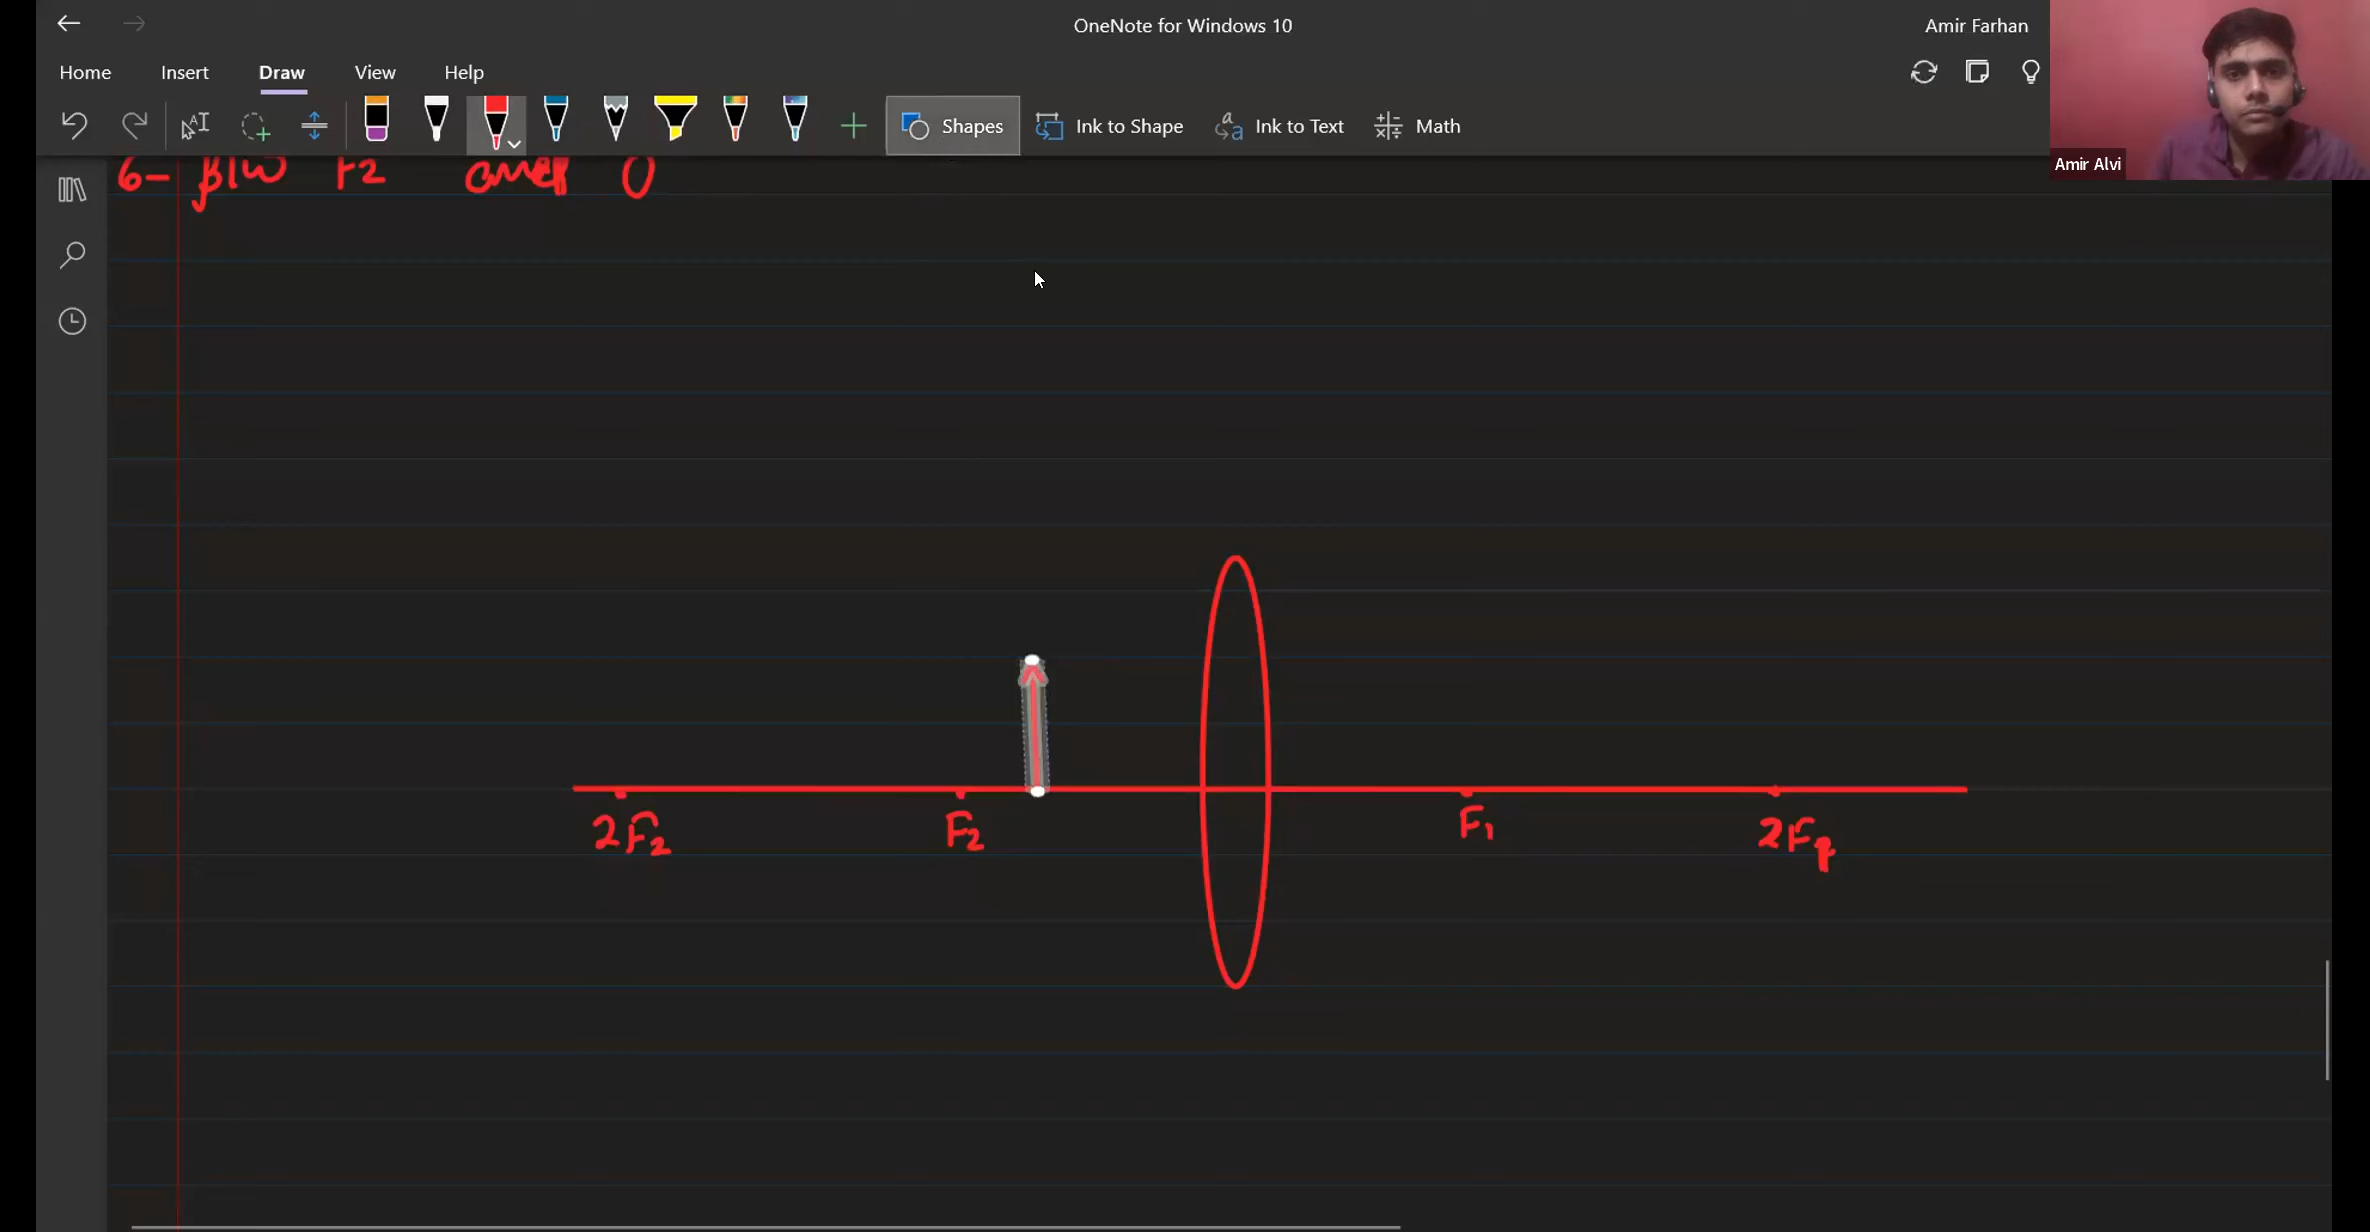 OneNote for Windows 10
Amir Farhan
Home Insert Draw View Help
Shapes Ink to Shape Ink to Text Math
Amir Alvi
6- B/W F2 and O
2F2 F2 F1 2F